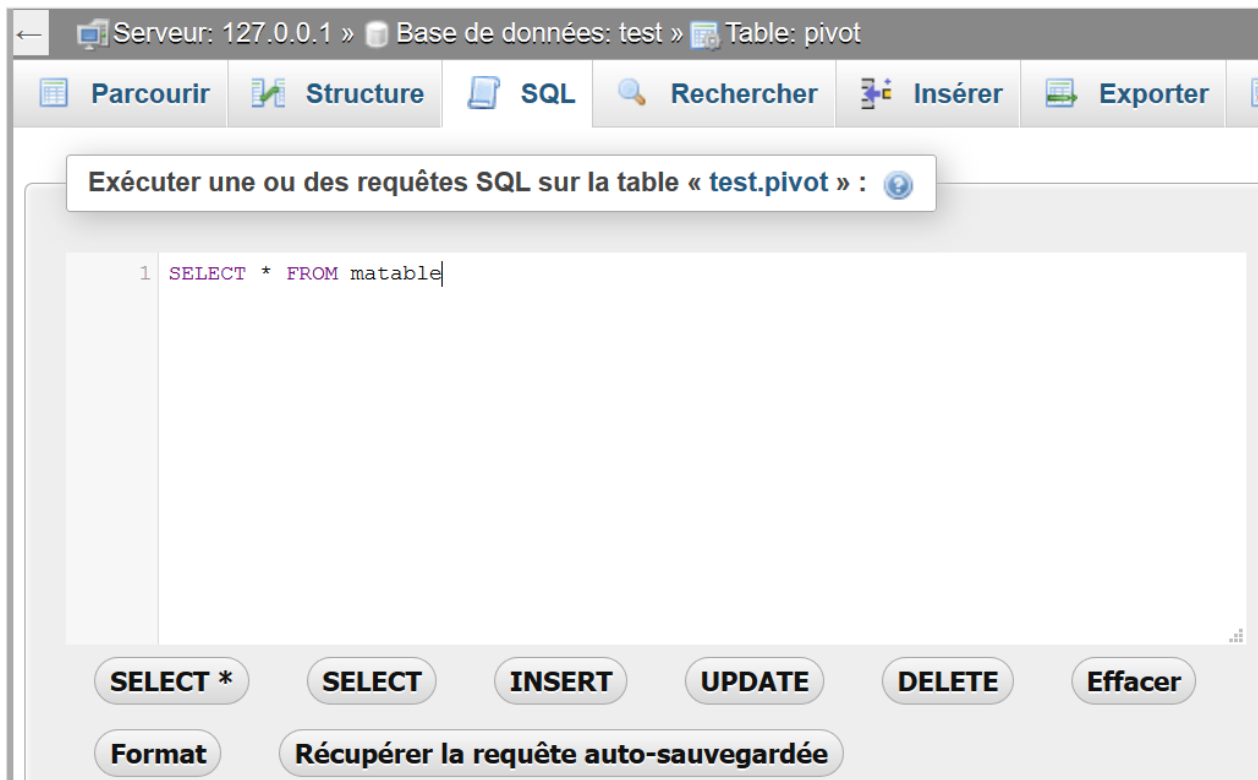 ← Serveur: 127.0.0.1 » Base de données: test » Table: pivot
Parcourir Structure SQL Rechercher Insérer Exporter
Exécuter une ou des requêtes SQL sur la table « test.pivot » :
1 SELECT * FROM matable
SELECT * SELECT INSERT UPDATE DELETE Effacer
Format Récupérer la requête auto-sauvegardée